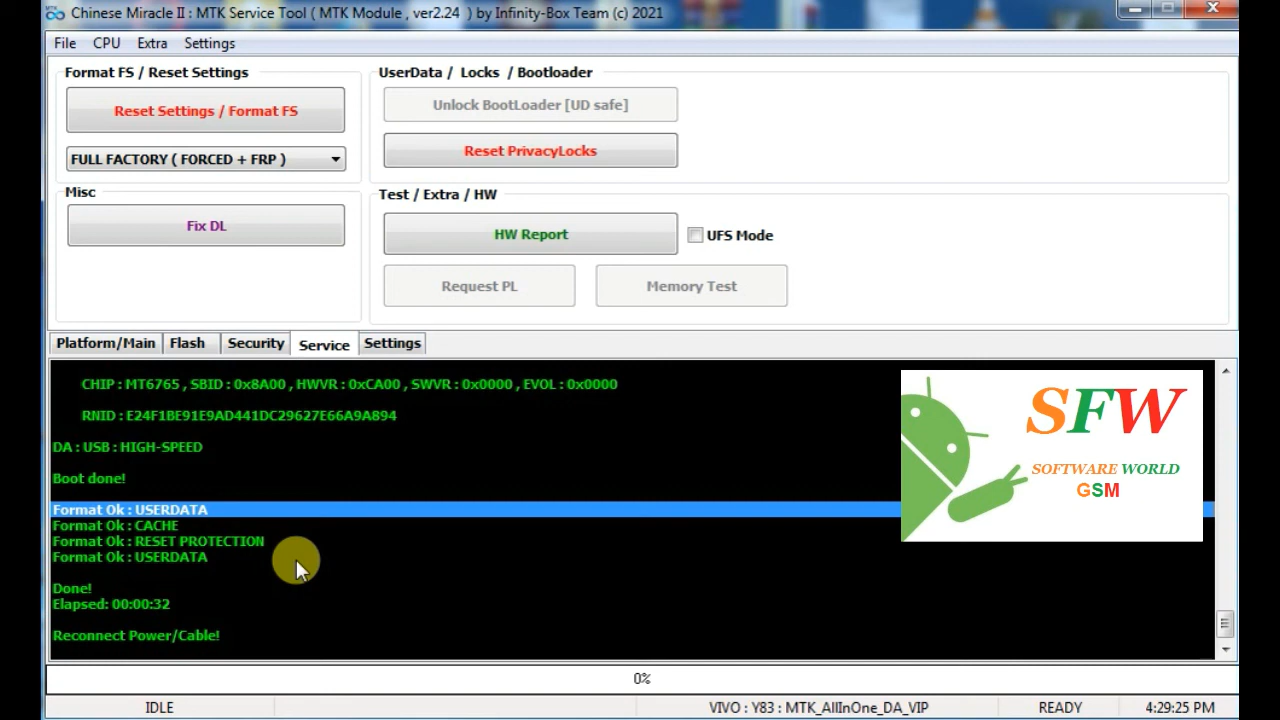 Chinese Miracle II : MTK Service Tool ( MTK Module , ver2.24 ) by Infinity-Box Team (c) 2021
File CPU Extra Settings
Format FS / Reset Settings
Reset Settings / Format FS
FULL FACTORY ( FORCED + FRP )
Misc
Fix DL
UserData / Locks / Bootloader
Unlock BootLoader [UD safe]
Reset PrivacyLocks
Test / Extra / HW
HW Report
UFS Mode
Request PL
Memory Test
Platform/Main Flash Security Service Settings
CHIP : MT6765 , SBID : 0x8A00 , HWVR : 0xCA00 , SWVR : 0x0000 , EVOL : 0x0000
RNID : E24F1BE91E9AD441DC29627E66A9A894
DA : USB : HIGH-SPEED
Boot done!
Format Ok : USERDATA
Format Ok : CACHE
Format Ok : RESET PROTECTION
Format Ok : USERDATA
Done!
Elapsed: 00:00:32
Reconnect Power/Cable!
SFW
SOFTWARE WORLD
GSM
0%
IDLE
VIVO : Y83 : MTK_AllInOne_DA_VIP
READY
4:29:25 PM